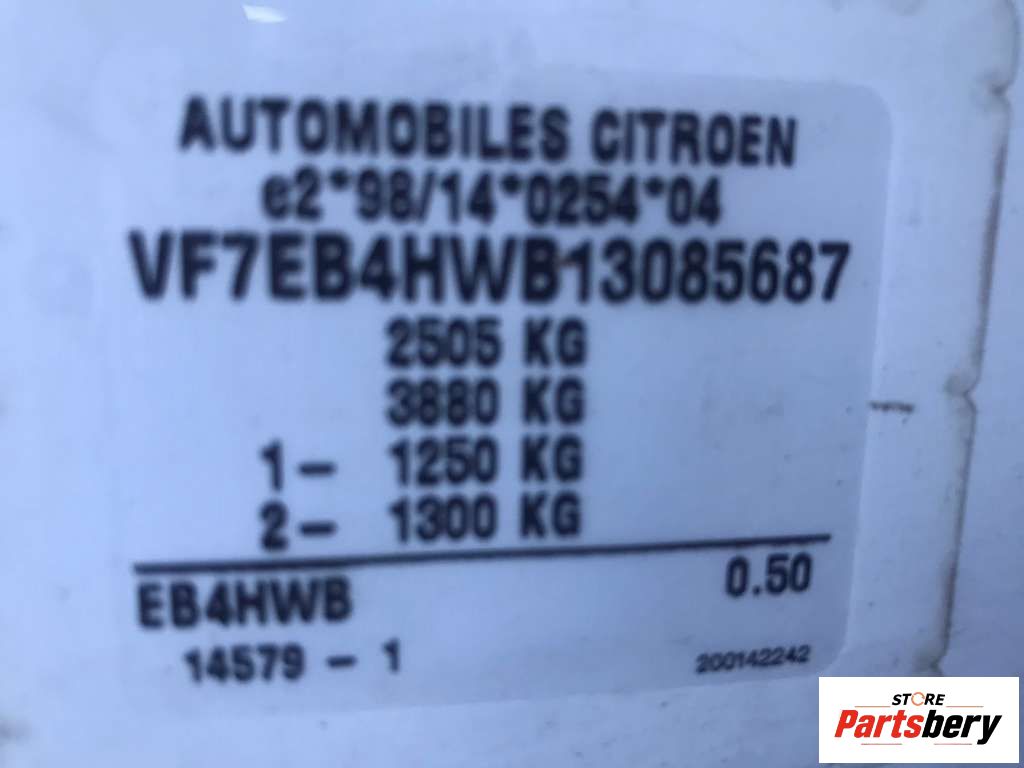 AUTOMOBILES CITROEN
e2*98/14*0254*04
VF7EB4HWB13085687
2505 KG
3880 KG
1- 1250 KG
2- 1300 KG
EB4HWB 0.50
14579 - 1 200142242
STORE
Partsbery